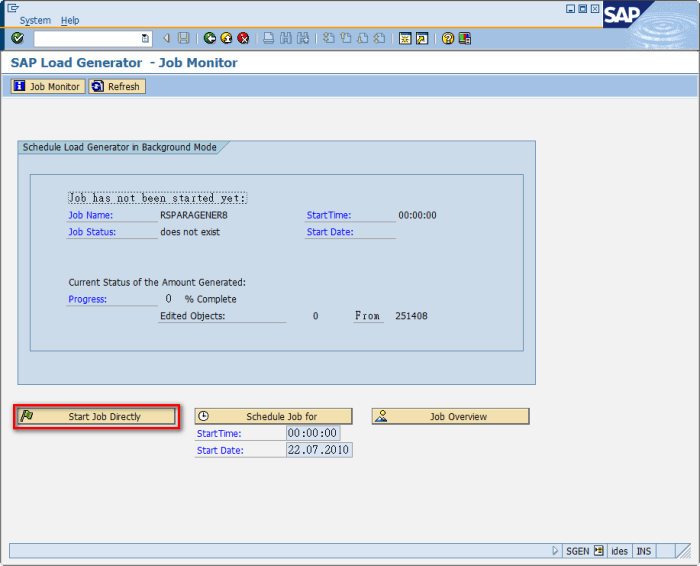 System Help
SAP
SAP Load Generator - Job Monitor
Job Monitor Refresh
Schedule Load Generator in Background Mode
Job has not been started yet:
Job Name: RSPARAGENER8 StartTime: 00:00:00
Job Status: does not exist Start Date:
Current Status of the Amount Generated:
Progress: 0 % Complete
Edited Objects: 0 From 251408
Start Job Directly Schedule Job for Job Overview
StartTime: 00:00:00
Start Date: 22.07.2010
SGEN ides INS